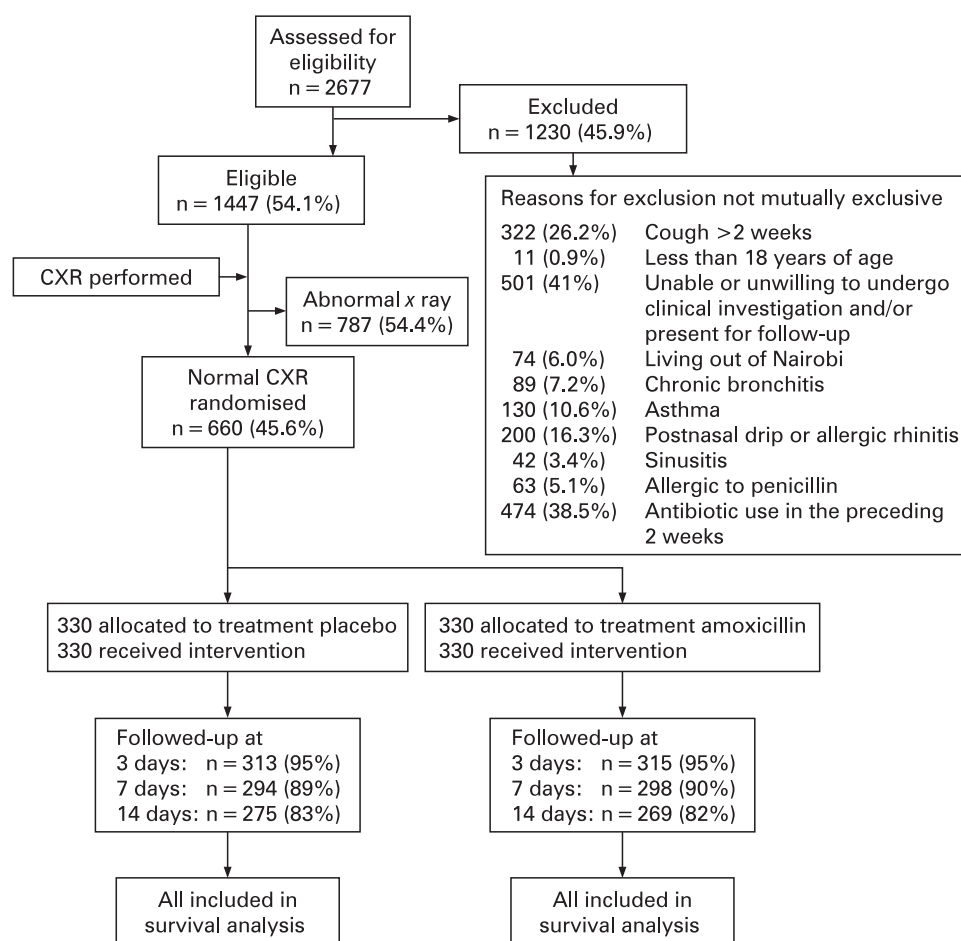 Assessed for
eligibility
n = 2677
Excluded
n = 1230 (45.9%)
Eligible
n = 1447 (54.1%)
Reasons for exclusion not mutually exclusive
322 (26.2%) Cough >2 weeks
11 (0.9%) Less than 18 years of age
501 (41%) Unable or unwilling to undergo
clinical investigation and/or
present for follow-up
74 (6.0%) Living out of Nairobi
89 (7.2%) Chronic bronchitis
130 (10.6%) Asthma
200 (16.3%) Postnasal drip or allergic rhinitis
42 (3.4%) Sinusitis
63 (5.1%) Allergic to penicillin
474 (38.5%) Antibiotic use in the preceding
2 weeks
CXR performed
Abnormal x ray
n = 787 (54.4%)
Normal CXR
randomised
n = 660 (45.6%)
330 allocated to treatment placebo
330 received intervention
330 allocated to treatment amoxicillin
330 received intervention
Followed-up at
3 days: n = 313 (95%)
7 days: n = 294 (89%)
14 days: n = 275 (83%)
Followed-up at
3 days: n = 315 (95%)
7 days: n = 298 (90%)
14 days: n = 269 (82%)
All included in
survival analysis
All included in
survival analysis